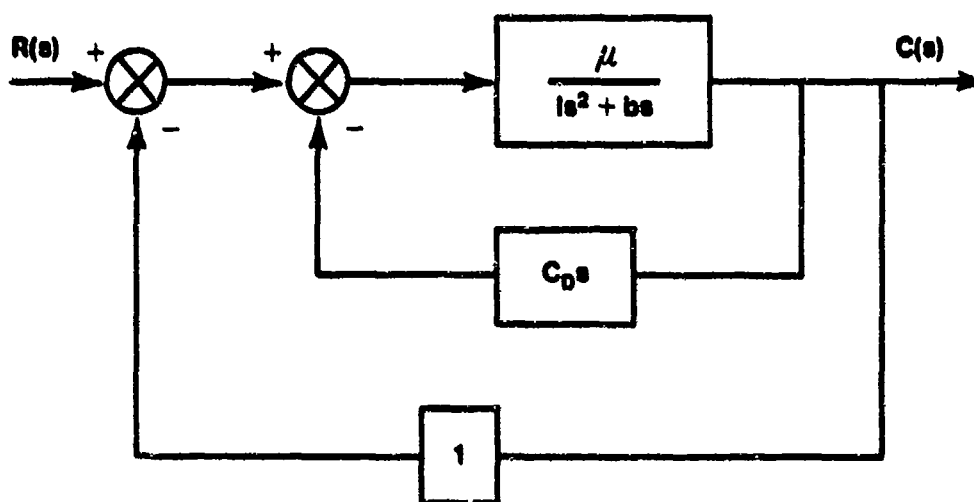 R(s)
+
−
+
−
μ
Is² + bs
C(s)
C_D s
1